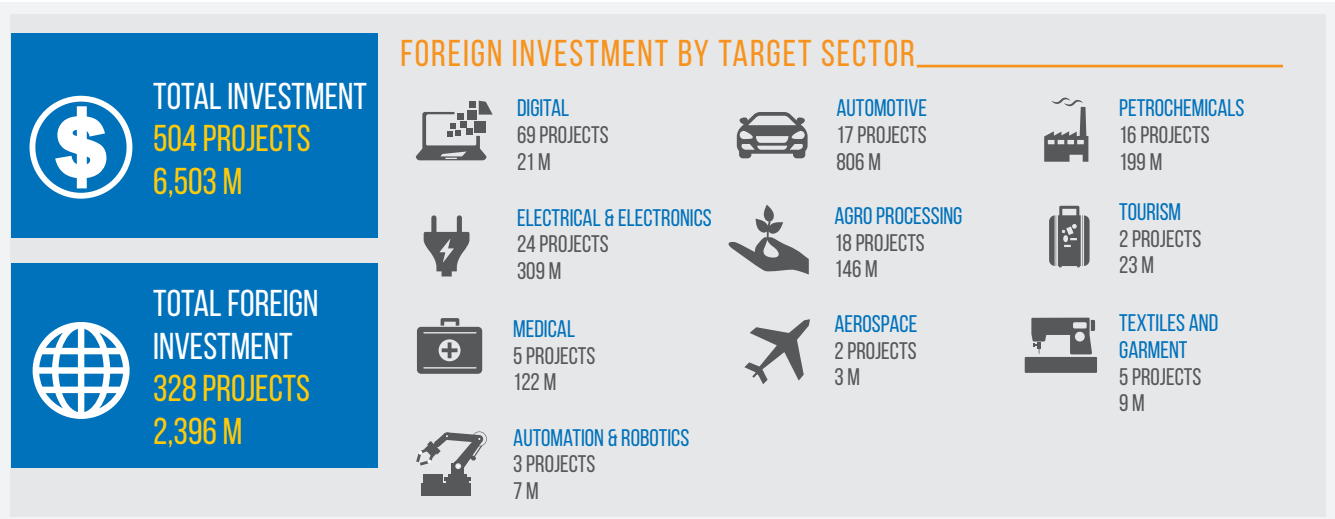 TOTAL INVESTMENT
504 PROJECTS
6,503 M
TOTAL FOREIGN
INVESTMENT
328 PROJECTS
2,396 M
FOREIGN INVESTMENT BY TARGET SECTOR
DIGITAL
69 PROJECTS
21 M
AUTOMOTIVE
17 PROJECTS
806 M
PETROCHEMICALS
16 PROJECTS
199 M
ELECTRICAL & ELECTRONICS
24 PROJECTS
309 M
AGRO PROCESSING
18 PROJECTS
146 M
TOURISM
2 PROJECTS
23 M
MEDICAL
5 PROJECTS
122 M
AEROSPACE
2 PROJECTS
3 M
TEXTILES AND
GARMENT
5 PROJECTS
9 M
AUTOMATION & ROBOTICS
3 PROJECTS
7 M